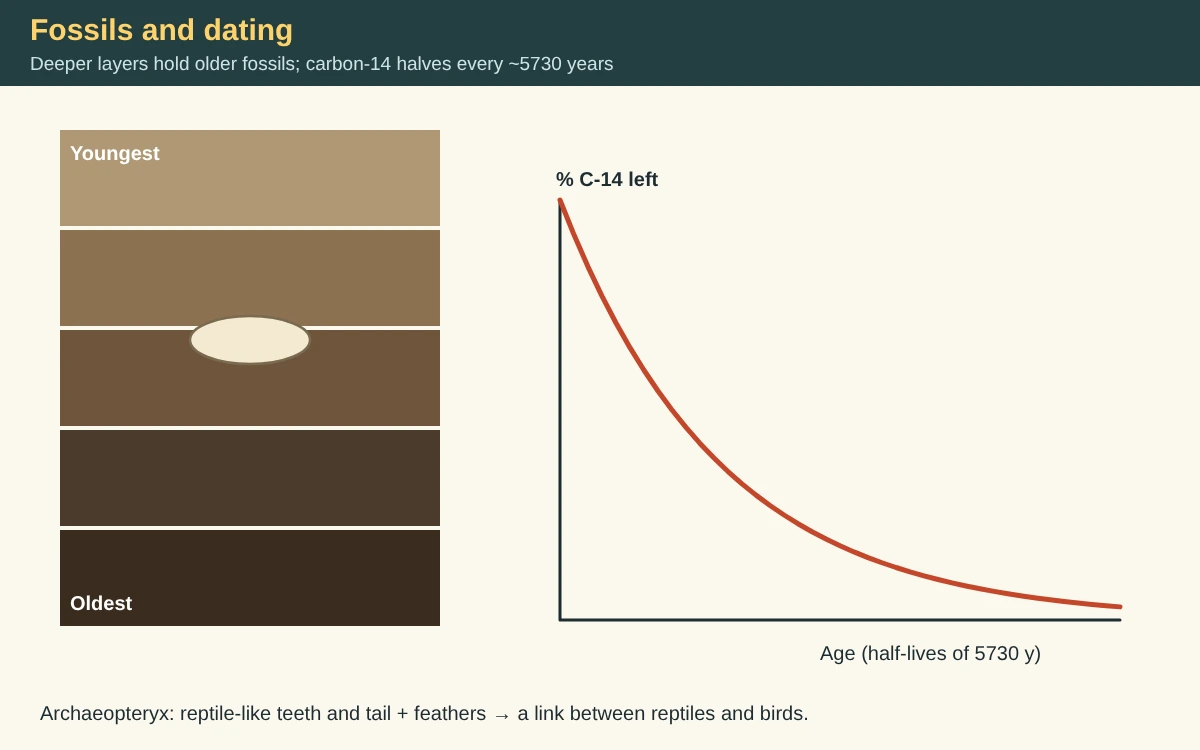 Fossils and dating
Deeper layers hold older fossils; carbon-14 halves every ~5730 years
Youngest
Oldest
% C-14 left
Age (half-lives of 5730 y)
Archaeopteryx: reptile-like teeth and tail + feathers → a link between reptiles and birds.